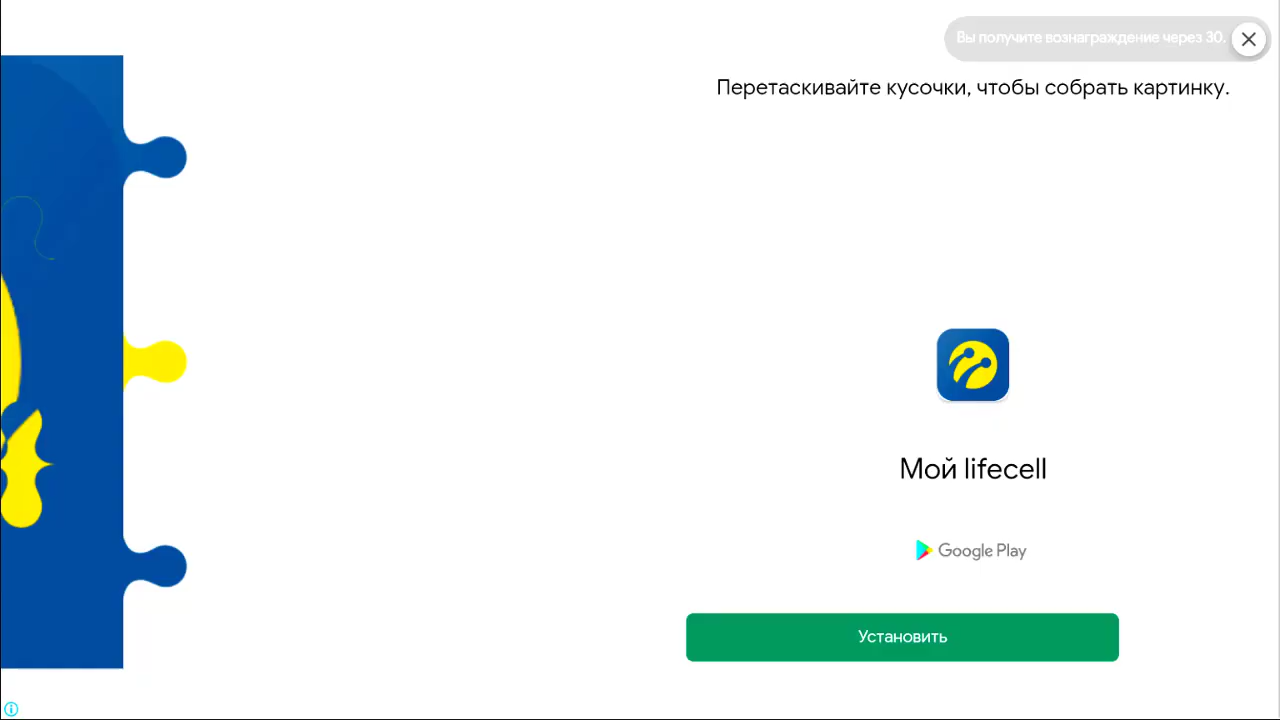 Вы получите вознаграждение через 30.
Перетаскивайте кусочки, чтобы собрать картинку.
Мой lifecell
Google Play
Установить